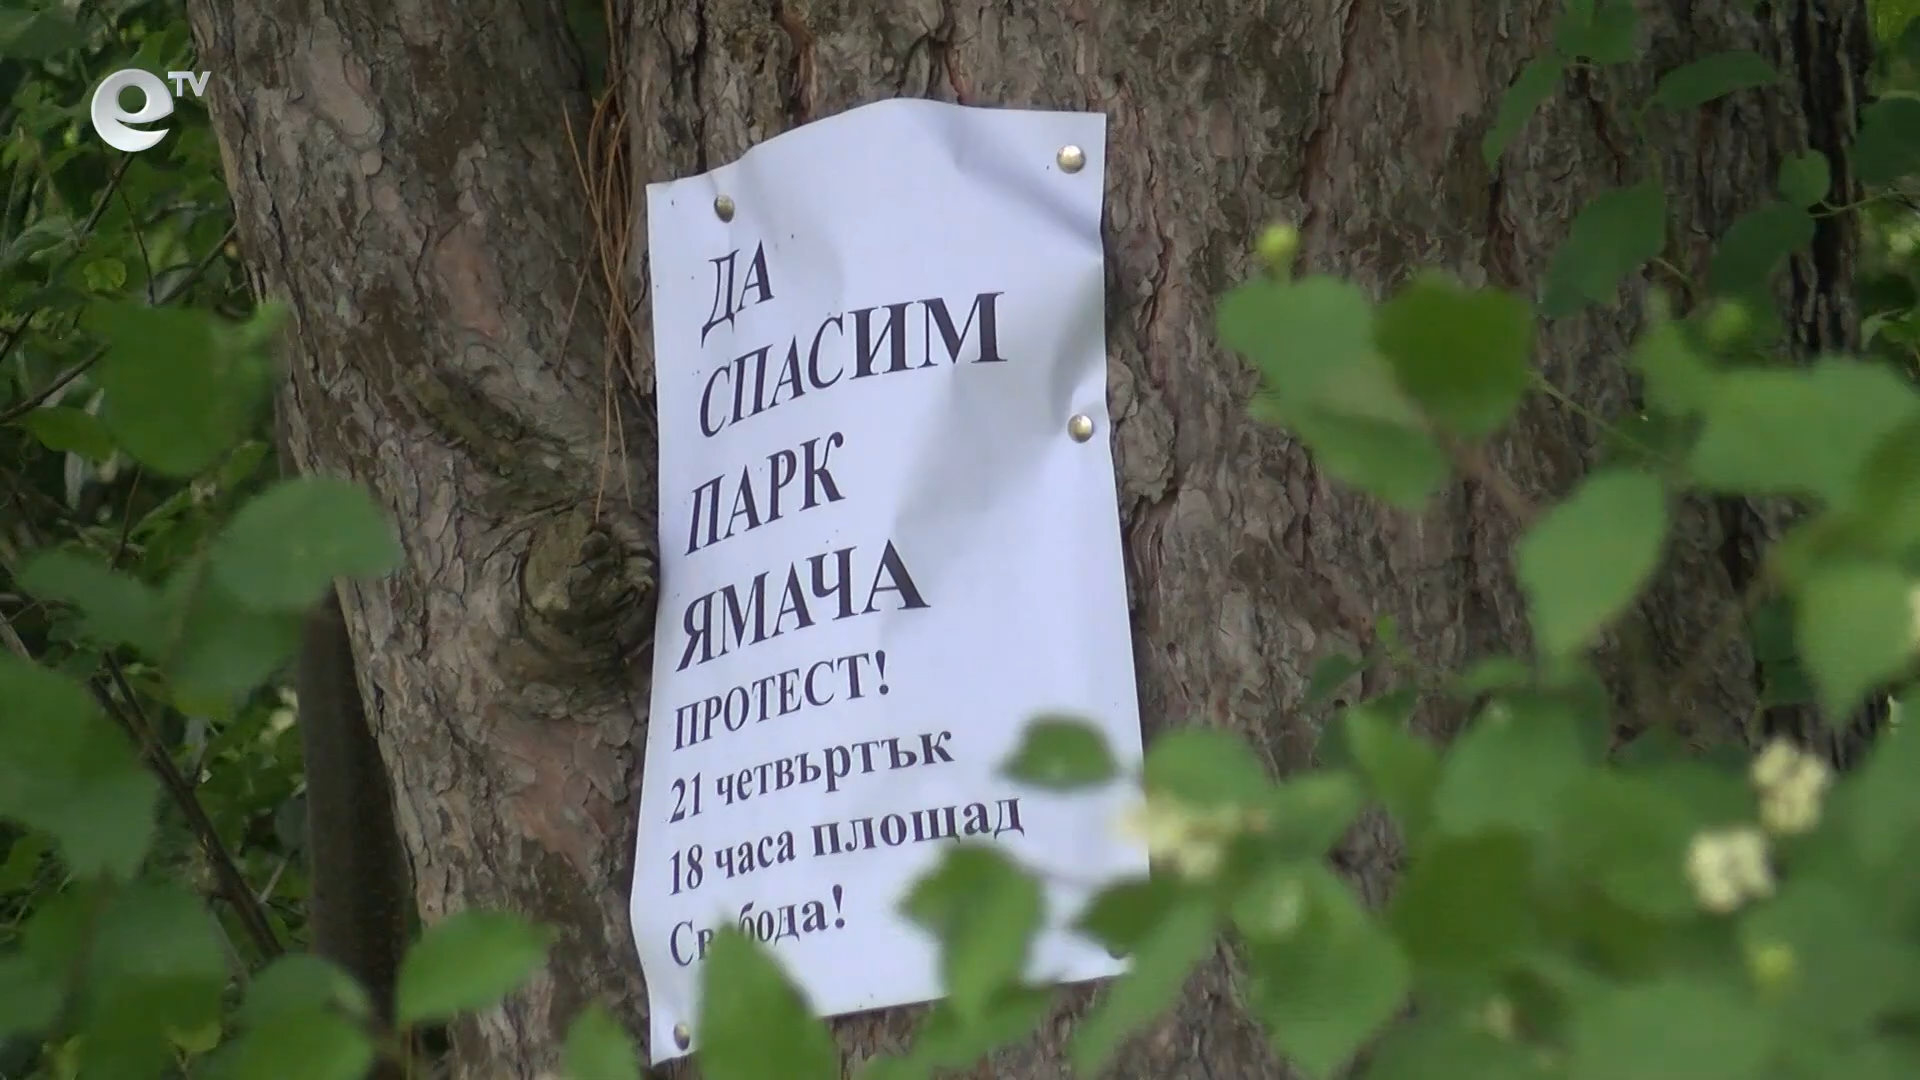 eTV
ДА
СПАСИМ
ПАРК
ЯМАЧА
ПРОТЕСТ!
21 четвъртък
18 часа площад
Свобода!